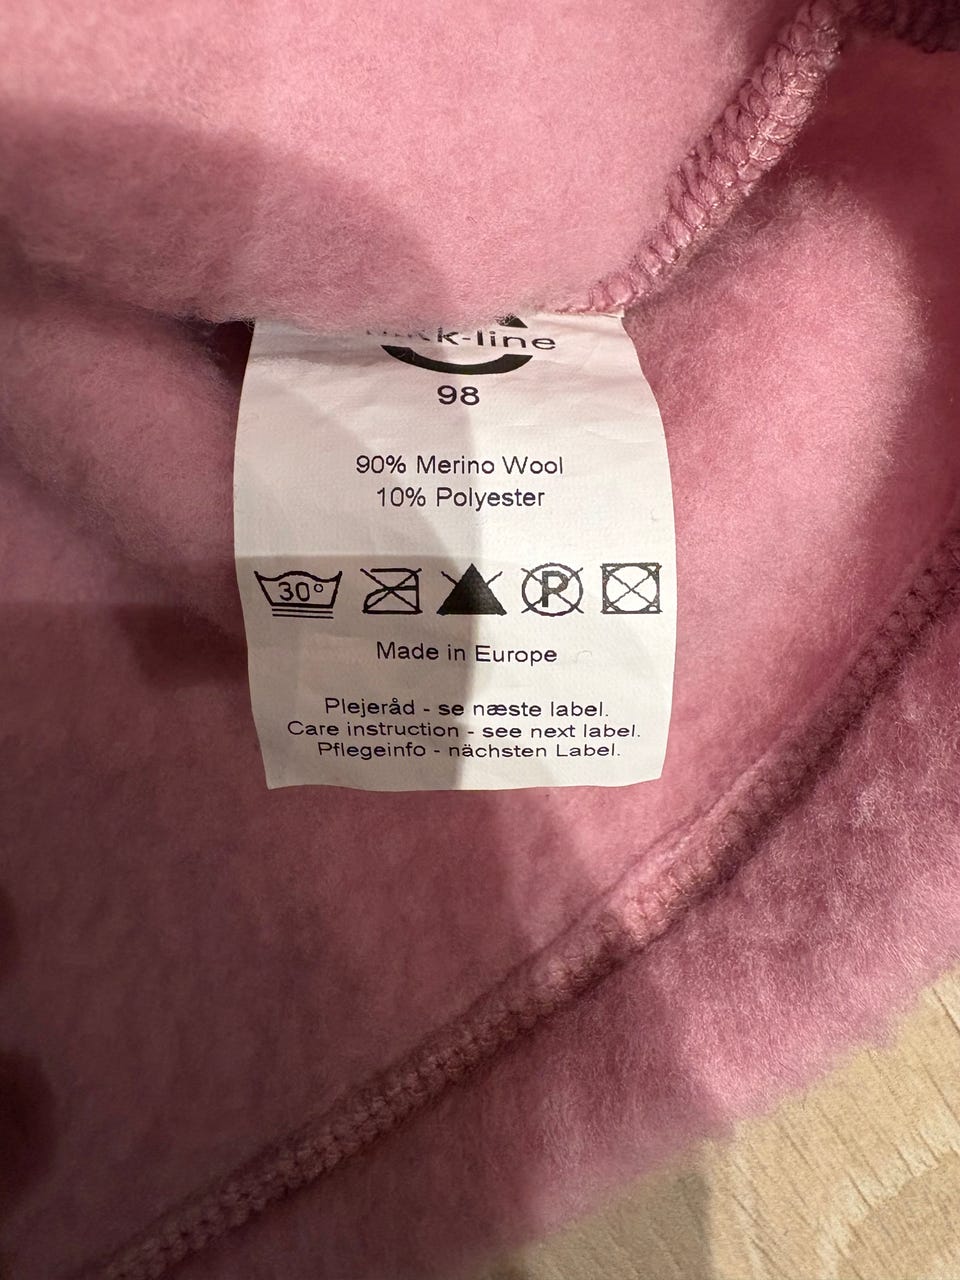 k-line
98
90% Merino Wool
10% Polyester
30° P
Made in Europe
Plejeråd - se næste label.
Care instruction - see next label.
Pflegeinfo - nächsten Label.